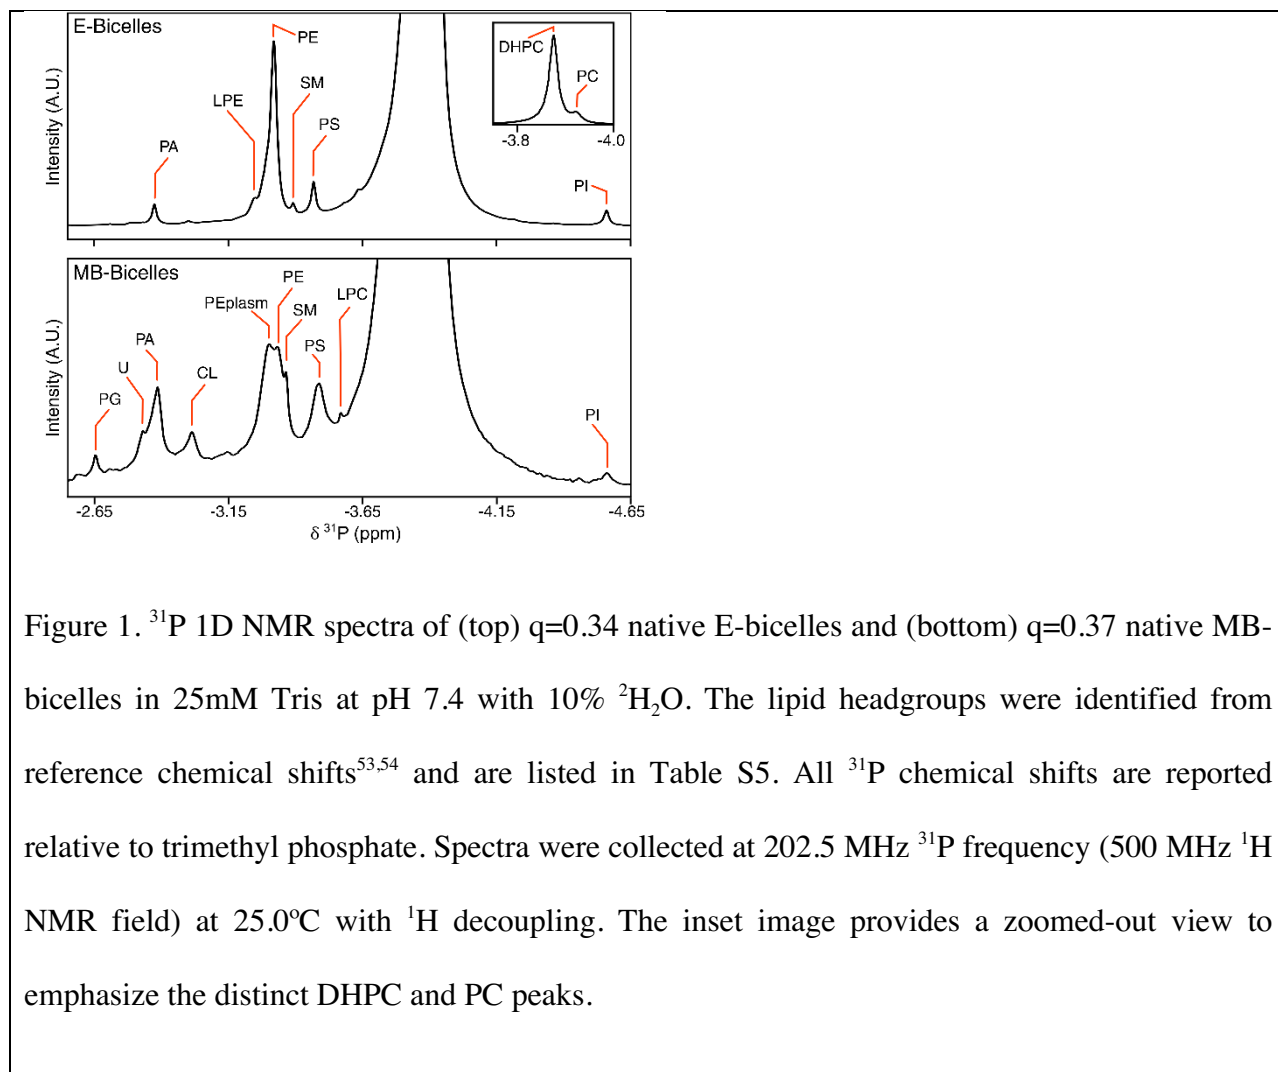 E-Bicelles
PE
DHPC
PC
-3.8
-4.0
SM
LPE
PS
PA
PI
Intensity (A.U.)
MB-Bicelles
PE
PEplasm
SM
LPC
PA
PS
U
CL
PG
PI
Intensity (A.U.)
-2.65 -3.15 -3.65 -4.15 -4.65
δ ³¹P (ppm)
Figure 1. ³¹P 1D NMR spectra of (top) q=0.34 native E-bicelles and (bottom) q=0.37 native MB-
bicelles in 25mM Tris at pH 7.4 with 10% ²H₂O. The lipid headgroups were identified from
reference chemical shifts⁵³,⁵⁴ and are listed in Table S5. All ³¹P chemical shifts are reported
relative to trimethyl phosphate. Spectra were collected at 202.5 MHz ³¹P frequency (500 MHz ¹H
NMR field) at 25.0ºC with ¹H decoupling. The inset image provides a zoomed-out view to
emphasize the distinct DHPC and PC peaks.